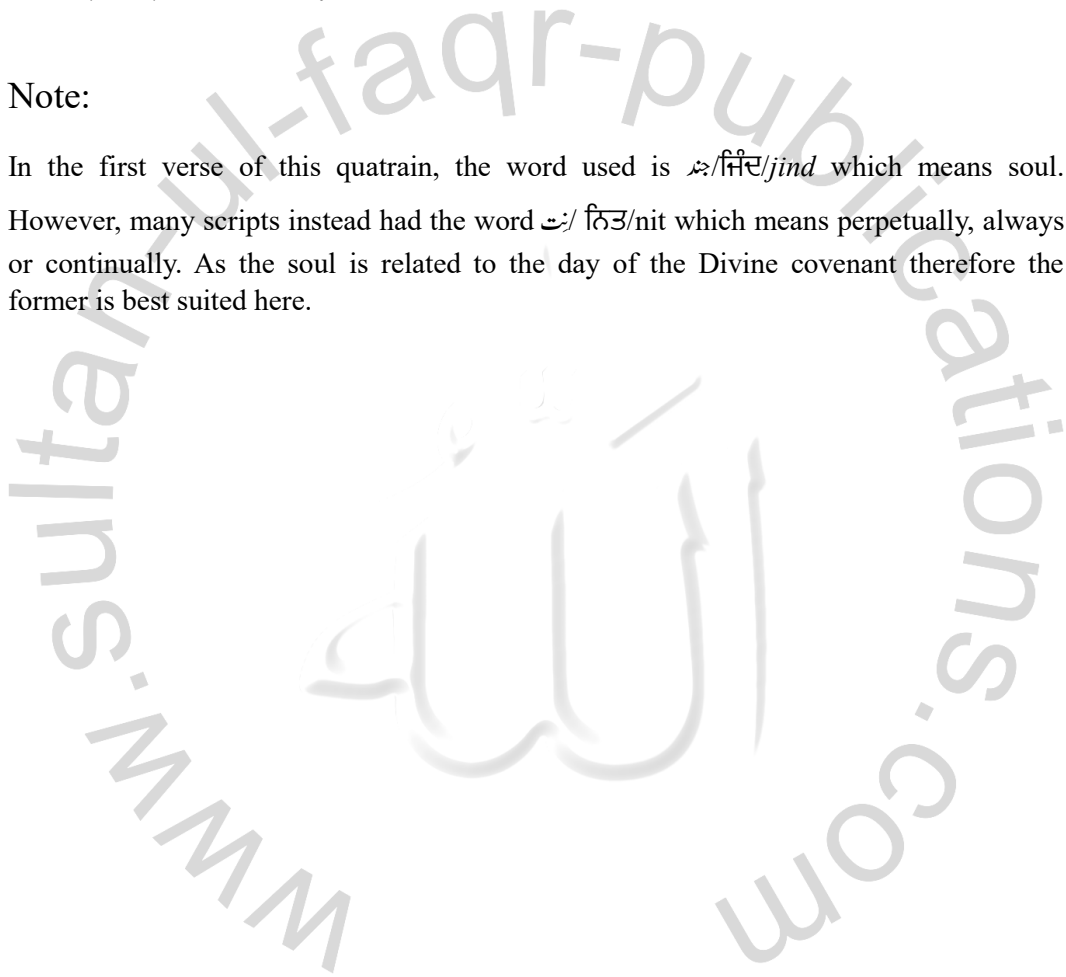 Note:
In the first verse of this quatrain, the word used is جند/ਜਿੰਦ/jind which means soul.
However, many scripts instead had the word نِت/ ਨਿਤ/nit which means perpetually, always
or continually. As the soul is related to the day of the Divine covenant therefore the
former is best suited here.
www.sultan-ul-faqr-publications.com
الله